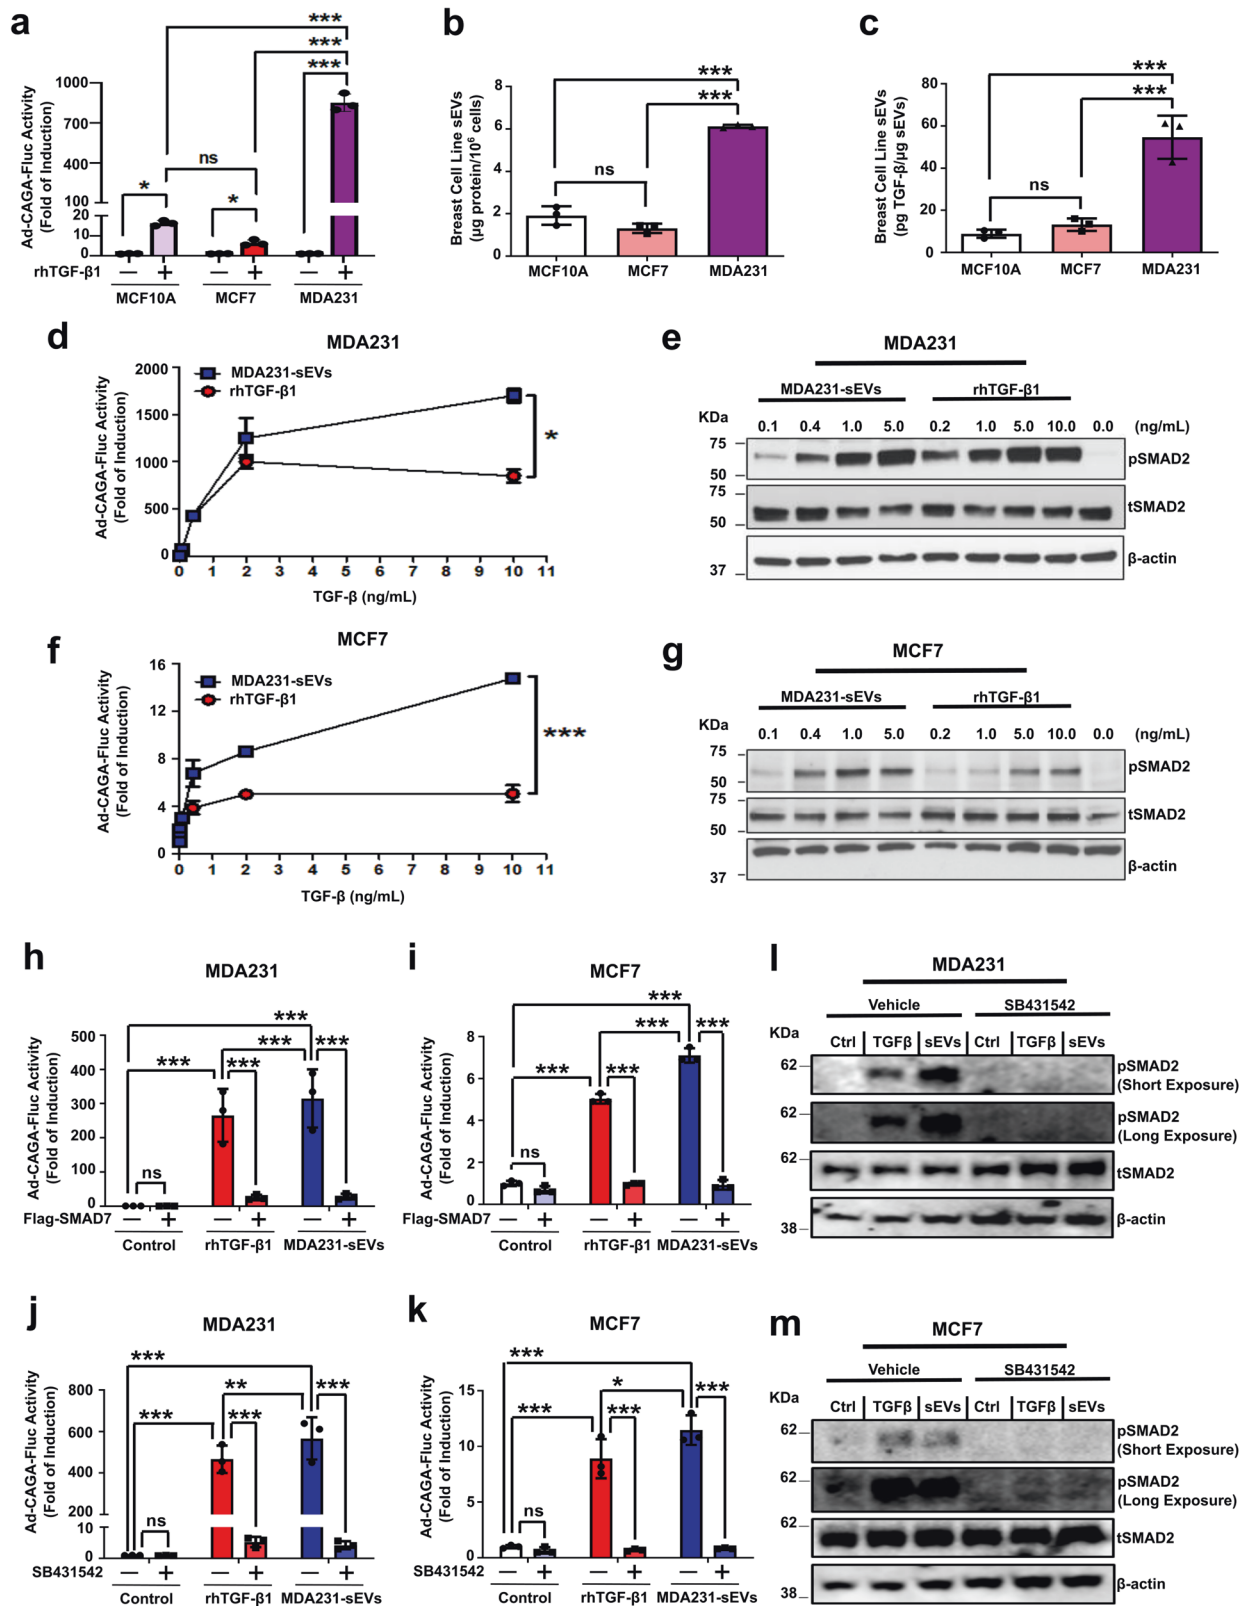 a
Ad-CAGA-Fluc Activity
(Fold of Induction)
1000
700
400
100
20
10
0
***
***
***
ns
*
*
rhTGF-β1
— + — + — +
MCF10A MCF7 MDA231
b
Breast Cell Line sEVs
(µg protein/10⁶ cells)
8
6
4
2
0
***
***
ns
MCF10A MCF7 MDA231
c
Breast Cell Line sEVs
(pg TGF-β/µg sEVs)
80
60
40
20
0
***
***
ns
MCF10A MCF7 MDA231
d
MDA231
Ad-CAGA-Fluc Activity
(Fold of Induction)
2000
1500
1000
500
0
MDA231-sEVs
rhTGF-β1
*
0 1 2 3 4 5 6 7 8 9 10 11
TGF-β (ng/mL)
e
MDA231
MDA231-sEVs rhTGF-β1
KDa
0.1 0.4 1.0 5.0 0.2 1.0 5.0 10.0 0.0 (ng/mL)
75
50
pSMAD2
75
50
tSMAD2
37
β-actin
f
MCF7
Ad-CAGA-Fluc Activity
(Fold of Induction)
16
12
8
4
0
MDA231-sEVs
rhTGF-β1
***
0 1 2 3 4 5 6 7 8 9 10 11
TGF-β (ng/mL)
g
MCF7
MDA231-sEVs rhTGF-β1
KDa
0.1 0.4 1.0 5.0 0.2 1.0 5.0 10.0 0.0 (ng/mL)
75
50
pSMAD2
75
50
tSMAD2
37
β-actin
h
MDA231
Ad-CAGA-Fluc Activity
(Fold of Induction)
500
400
300
200
100
0
***
*** *** *** ***
ns
Flag-SMAD7
— + — + — +
Control rhTGF-β1 MDA231-sEVs
i
MCF7
Ad-CAGA-Fluc Activity
(Fold of Induction)
8
6
4
2
0
***
*** ***
*** ***
ns
Flag-SMAD7
— + — + — +
Control rhTGF-β1 MDA231-sEVs
l
MDA231
Vehicle SB431542
KDa
Ctrl TGFβ sEVs Ctrl TGFβ sEVs
62
pSMAD2
(Short Exposure)
62
pSMAD2
(Long Exposure)
62
tSMAD2
38
β-actin
j
MDA231
Ad-CAGA-Fluc Activity
(Fold of Induction)
800
600
400
200
10
0
***
** ***
*** ***
ns
SB431542
— + — + — +
Control rhTGF-β1 MDA231-sEVs
k
MCF7
Ad-CAGA-Fluc Activity
(Fold of Induction)
15
10
5
0
***
* ***
*** ***
ns
SB431542
— + — + — +
Control rhTGF-β1 MDA231-sEVs
m
MCF7
Vehicle SB431542
KDa
Ctrl TGFβ sEVs Ctrl TGFβ sEVs
62
pSMAD2
(Short Exposure)
62
pSMAD2
(Long Exposure)
62
tSMAD2
38
β-actin